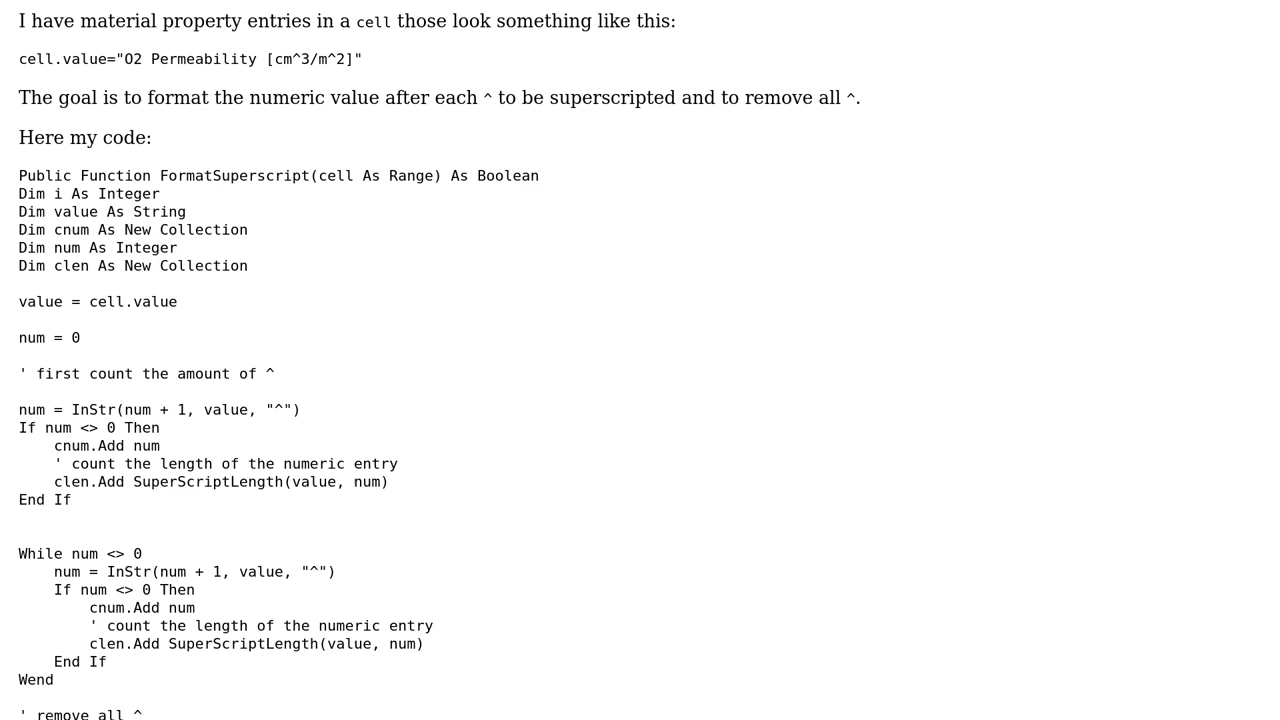 I have material property entries in a cell those look something like this:
cell.value="O2 Permeability [cm^3/m^2]"
The goal is to format the numeric value after each ^ to be superscripted and to remove all ^.
Here my code:
Public Function FormatSuperscript(cell As Range) As Boolean
Dim i As Integer
Dim value As String
Dim cnum As New Collection
Dim num As Integer
Dim clen As New Collection
value = cell.value
num = 0
' first count the amount of ^
num = InStr(num + 1, value, "^")
If num <> 0 Then
    cnum.Add num
    ' count the length of the numeric entry
    clen.Add SuperScriptLength(value, num)
End If
While num <> 0
    num = InStr(num + 1, value, "^")
    If num <> 0 Then
        cnum.Add num
        ' count the length of the numeric entry
        clen.Add SuperScriptLength(value, num)
    End If
Wend
' remove all ^